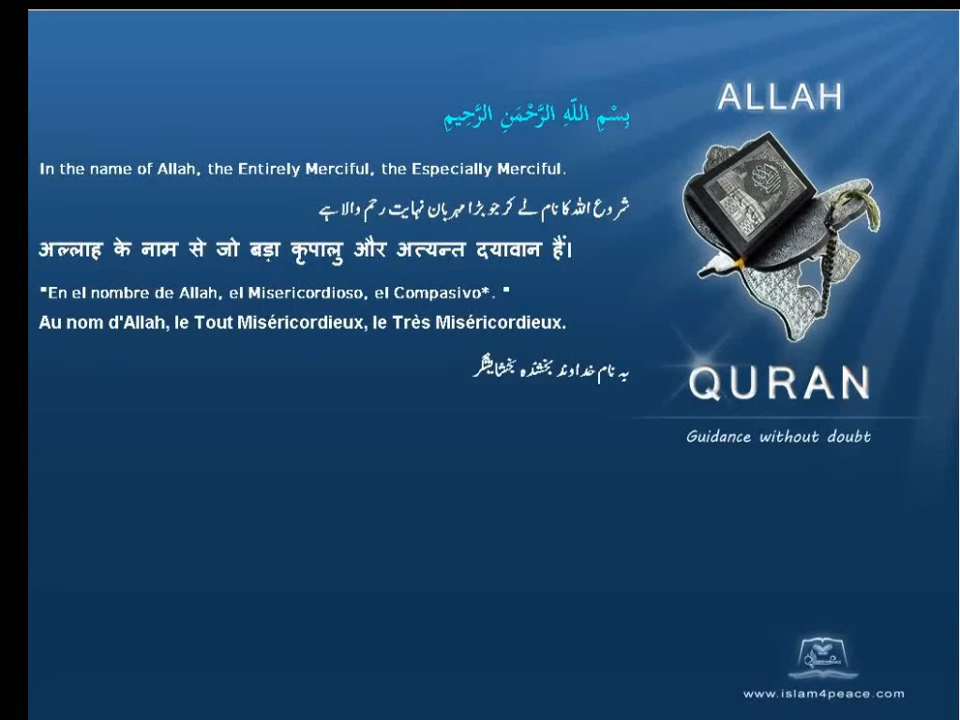 بِسْمِ اللَّهِ الرَّحْمَنِ الرَّحِيمِ
In the name of Allah, the Entirely Merciful, the Especially Merciful.
شروع الله کا نام لے کر جو بڑا مہربان نہایت رحم والا ہے
अल्लाह के नाम से जो बड़ा कृपालु और अत्यन्त दयावान हैं।
"En el nombre de Allah, el Misericordioso, el Compasivo*. "
Au nom d'Allah, le Tout Miséricordieux, le Très Miséricordieux.
به نام خداوند بخشنده بخشایشگر
ALLAH
QURAN
Guidance without doubt
www.islam4peace.com